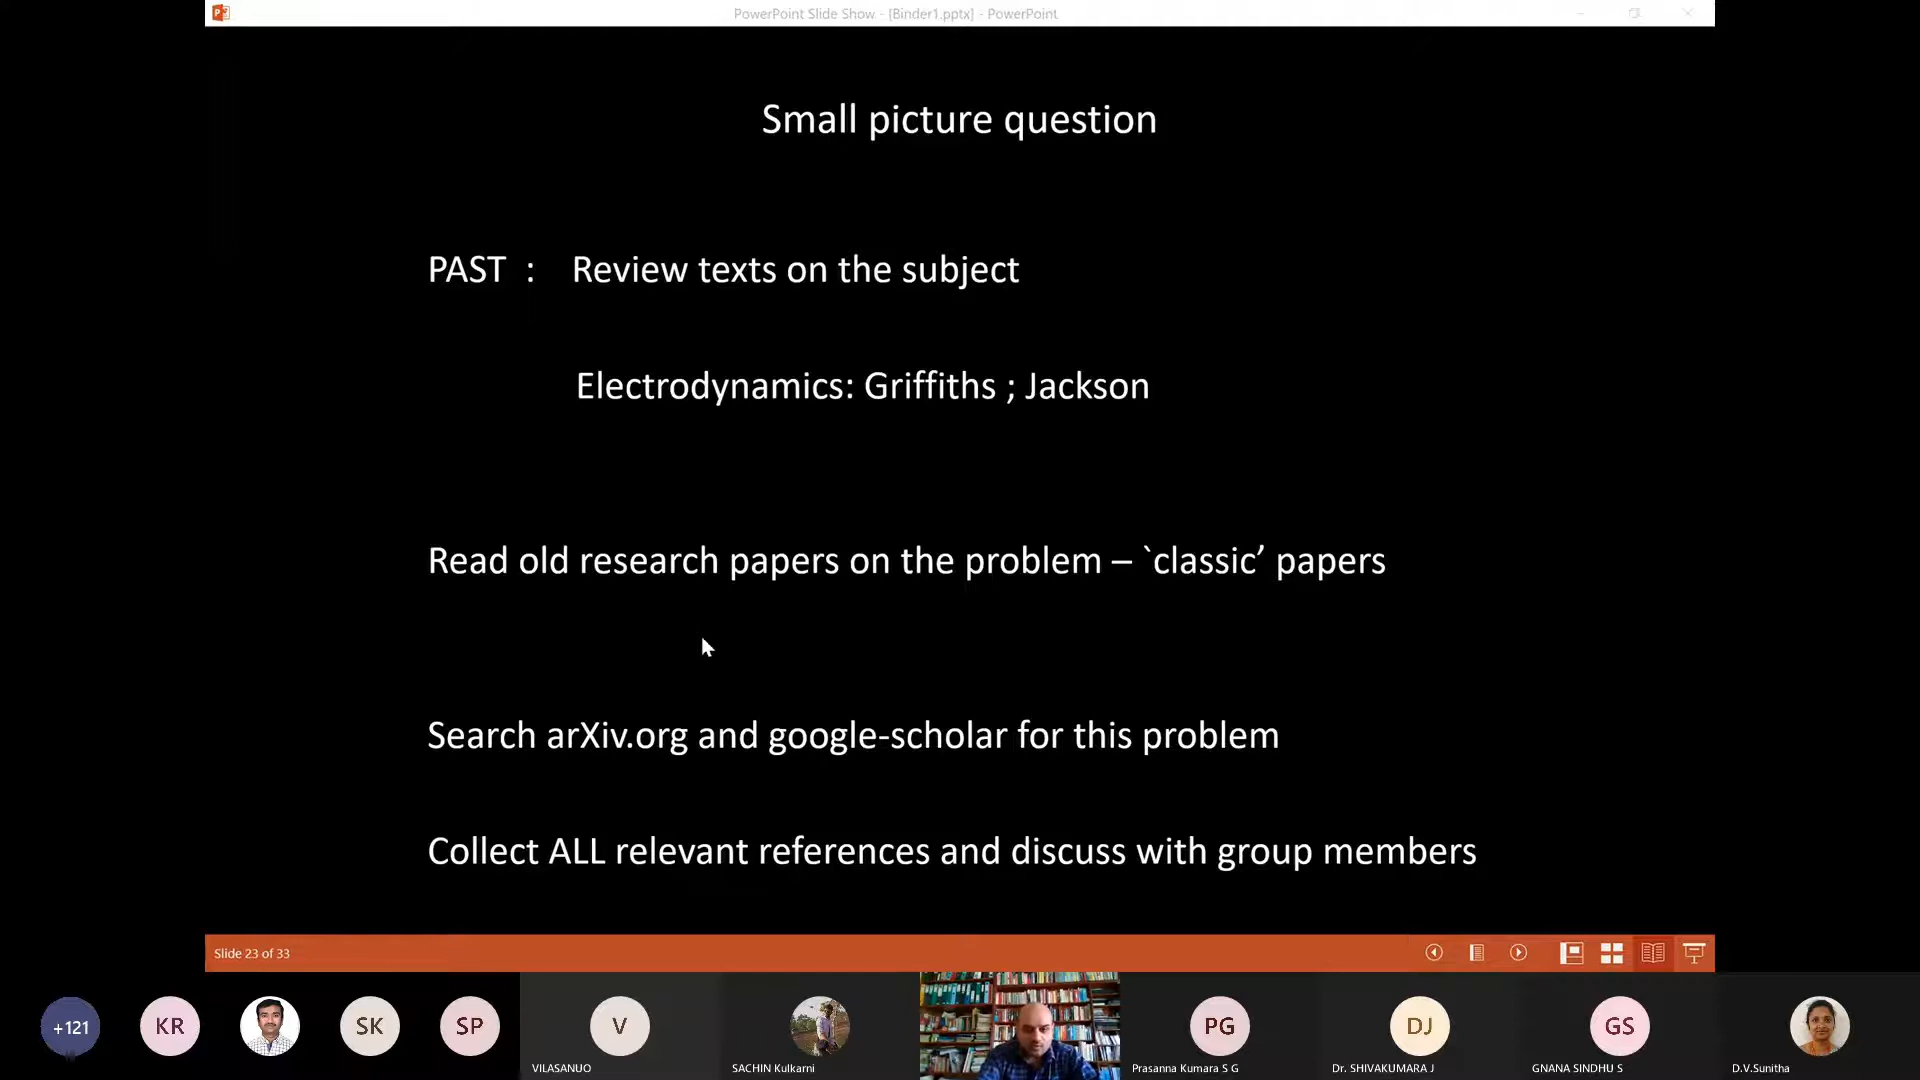 PowerPoint Slide Show - [Binder1.pptx] - PowerPoint
Small picture question
PAST : Review texts on the subject
Electrodynamics: Griffiths ; Jackson
Read old research papers on the problem – `classic’ papers
Search arXiv.org and google-scholar for this problem
Collect ALL relevant references and discuss with group members
Slide 23 of 33
+121
KR
SK
SP
V
PG
DJ
GS
VILASANUO
SACHIN Kulkarni
Prasanna Kumara S G
Dr. SHIVAKUMARA J
GNANA SINDHU S
D.V.Sunitha